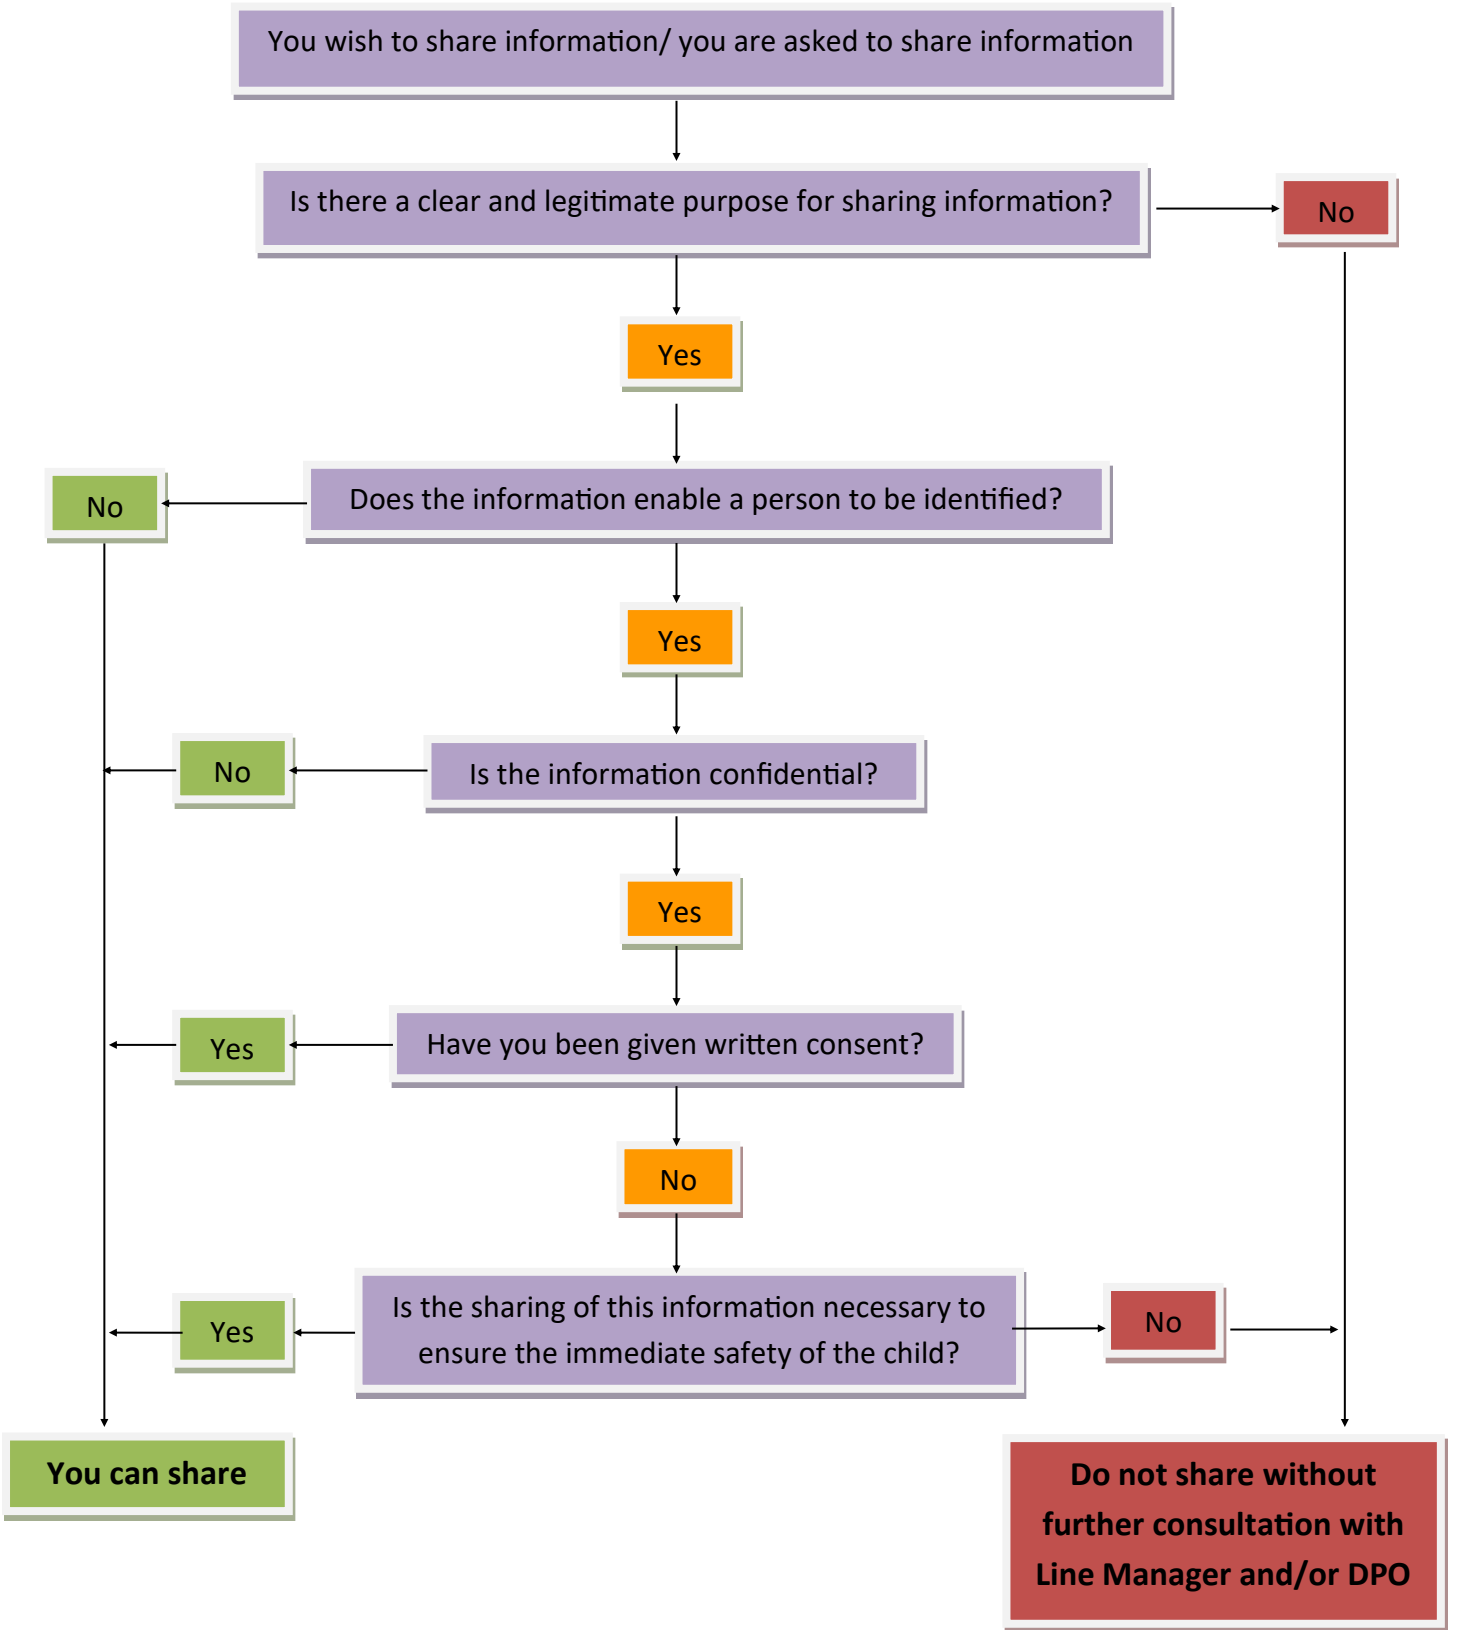 You wish to share information/ you are asked to share information
Is there a clear and legitimate purpose for sharing information?
No
Yes
Does the information enable a person to be identified?
No
Yes
Is the information confidential?
No
Yes
Have you been given written consent?
Yes
No
Is the sharing of this information necessary to
ensure the immediate safety of the child?
Yes
No
You can share
Do not share without
further consultation with
Line Manager and/or DPO